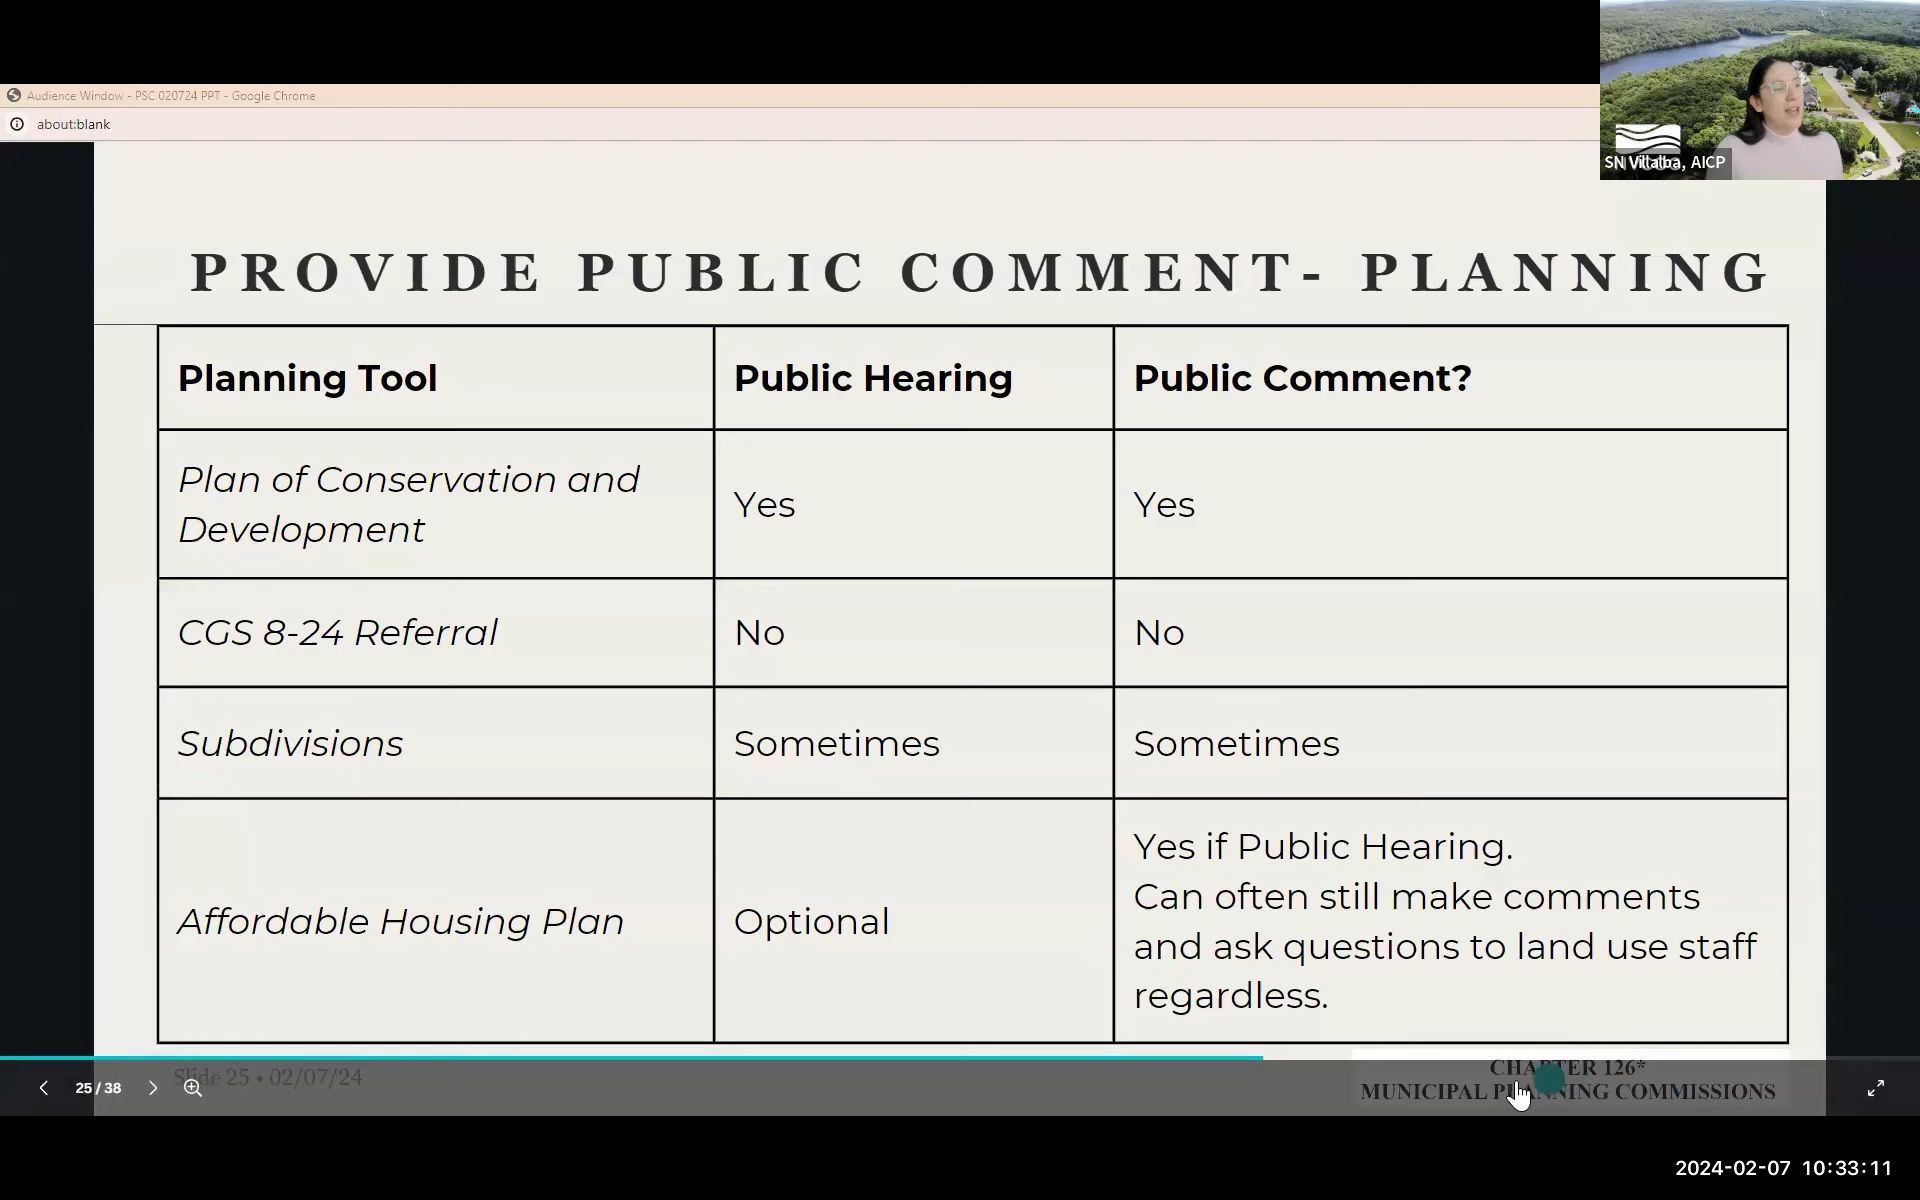 Audience Window - PSC 020724 PPT - Google Chrome
about:blank
SN Villalba, AICP
PROVIDE PUBLIC COMMENT- PLANNING
Planning Tool
Public Hearing
Public Comment?
Plan of Conservation and
Development
Yes
Yes
CGS 8-24 Referral
No
No
Subdivisions
Sometimes
Sometimes
Affordable Housing Plan
Optional
Yes if Public Hearing.
Can often still make comments
and ask questions to land use staff
regardless.
Slide 25 • 02/07/24
25 / 38
CHAPTER 126*
MUNICIPAL PLANNING COMMISSIONS
2024-02-07 10:33:11